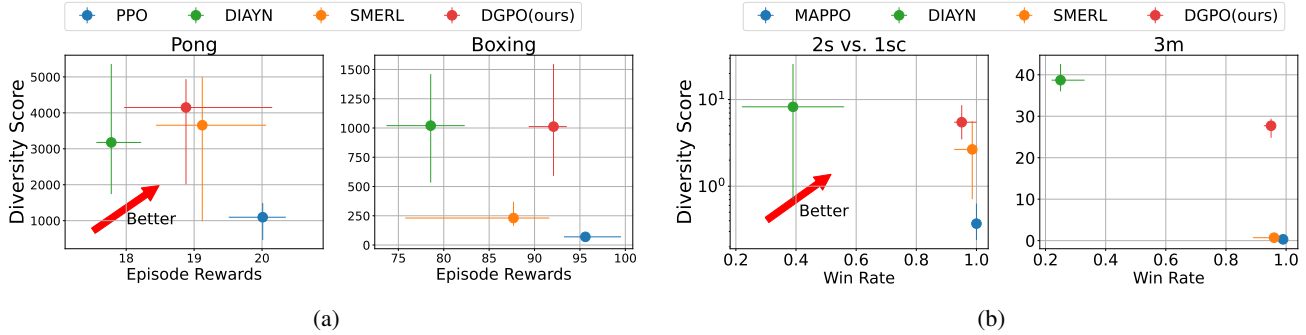 PPO DIAYN SMERL DGPO(ours)
Pong
Boxing
Diversity Score
5000
4000
3000
2000
1000
Better
18 19 20
Episode Rewards
1500
1250
1000
750
500
250
0
75 80 85 90 95 100
Episode Rewards
(a)
MAPPO DIAYN SMERL DGPO(ours)
2s vs. 1sc
3m
Diversity Score
10¹
10⁰
Better
0.2 0.4 0.6 0.8 1.0
Win Rate
40
30
20
10
0
0.2 0.4 0.6 0.8 1.0
Win Rate
(b)